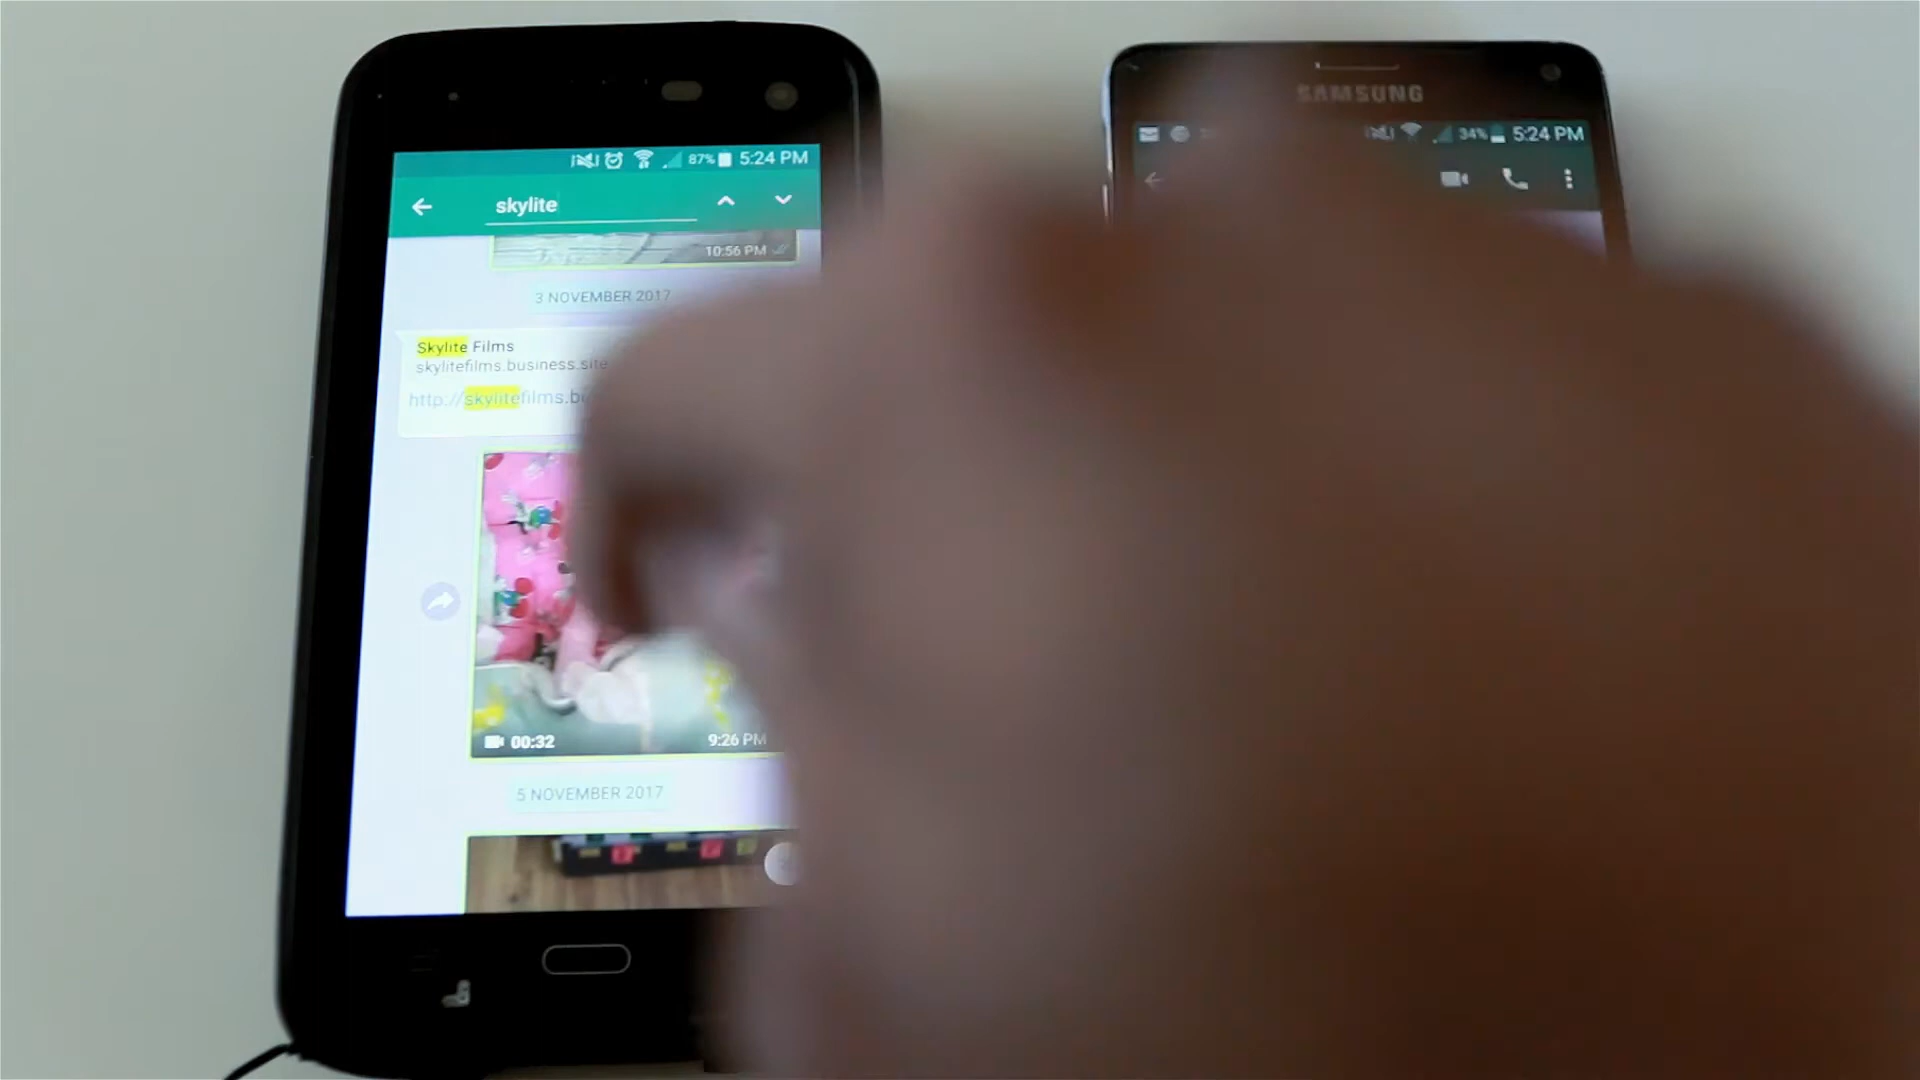 87% 5:24 PM
skylite
10:56 PM
3 NOVEMBER 2017
Skylite Films
skylitefilms.business.site
http://skylitefilms.bu
00:32
9:26 PM
5 NOVEMBER 2017
SAMSUNG
34% 5:24 PM